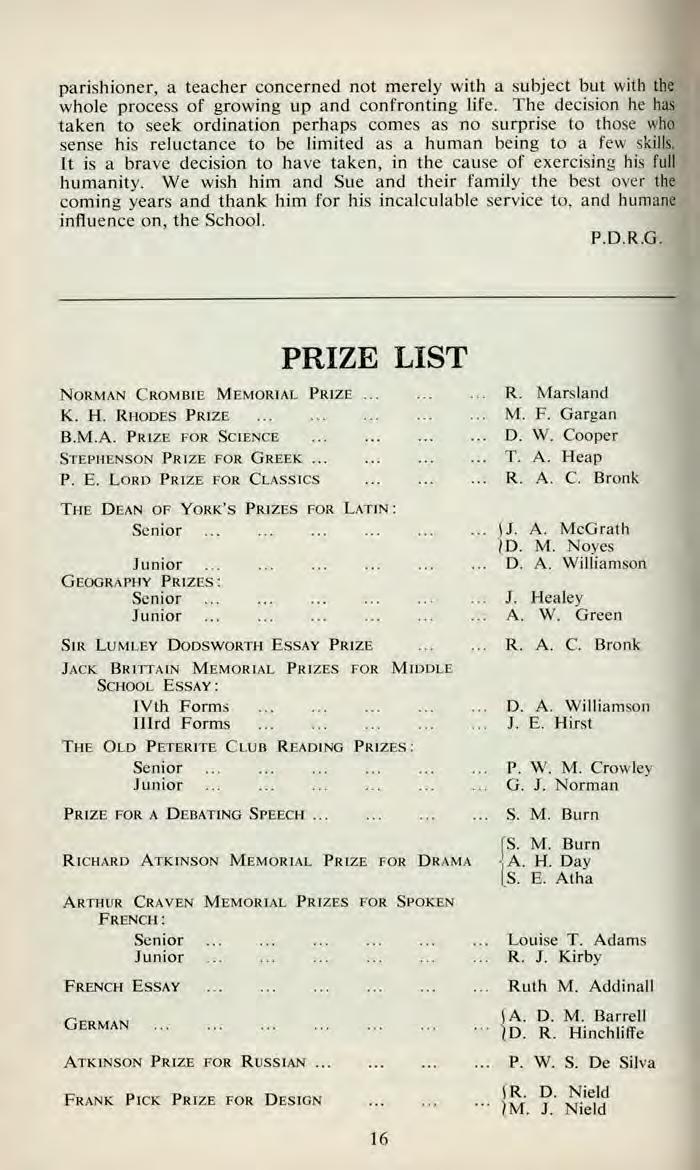 parishioner, a teacher concerned not merely with a subject but with the
whole process of growing up and confronting life. The decision he has
taken to seek ordination perhaps comes as no surprise to those who
sense his reluctance to be limited as a human being to a few skills.
It is a brave decision to have taken, in the cause of exercising his full
humanity. We wish him and Sue and their family the best over the
coming years and thank him for his incalculable service to, and humane
influence on, the School.
P.D.R.G.
PRIZE LIST
NORMAN CROMBIE MEMORIAL PRIZE ... ... ... R. Marsland
K. H. RHODES PRIZE ... ... ... ... ... M. F. Gargan
B.M.A. PRIZE FOR SCIENCE ... ... ... ... D. W. Cooper
STEPHENSON PRIZE FOR GREEK ... ... ... ... T. A. Heap
P. E. LORD PRIZE FOR CLASSICS ... ... ... R. A. C. Bronk
THE DEAN OF YORK'S PRIZES FOR LATIN:
Senior ... ... ... ... ... ... J. A. McGrath
D. M. Noyes
Junior ... ... ... ... ... ... D. A. Williamson
GEOGRAPHY PRIZES:
Senior ... ... ... ... ... ... J. Healey
Junior ... ... ... ... ... ... A. W. Green
SIR LUMLEY DODSWORTH ESSAY PRIZE ... ... R. A. C. Bronk
JACK BRITTAIN MEMORIAL PRIZES FOR MIDDLE
SCHOOL ESSAY:
IVth Forms ... ... ... ... ... D. A. Williamson
IIIrd Forms ... ... ... ... ... J. E. Hirst
THE OLD PETERITE CLUB READING PRIZES:
Senior ... ... ... ... ... ... P. W. M. Crowley
Junior ... ... ... ... ... ... G. J. Norman
PRIZE FOR A DEBATING SPEECH ... ... ... ... S. M. Burn
S. M. Burn
RICHARD ATKINSON MEMORIAL PRIZE FOR DRAMA A. H. Day
S. E. Atha
ARTHUR CRAVEN MEMORIAL PRIZES FOR SPOKEN
FRENCH:
Senior ... ... ... ... ... ... Louise T. Adams
Junior ... ... ... ... ... ... R. J. Kirby
FRENCH ESSAY ... ... ... ... ... ... Ruth M. Addinall
GERMAN ... ... ... ... ... ... ... A. D. M. Barrell
D. R. Hinchliffe
ATKINSON PRIZE FOR RUSSIAN ... ... ... ... P. W. S. De Silva
FRANK PICK PRIZE FOR DESIGN ... ... ... R. D. Nield
M. J. Nield
16